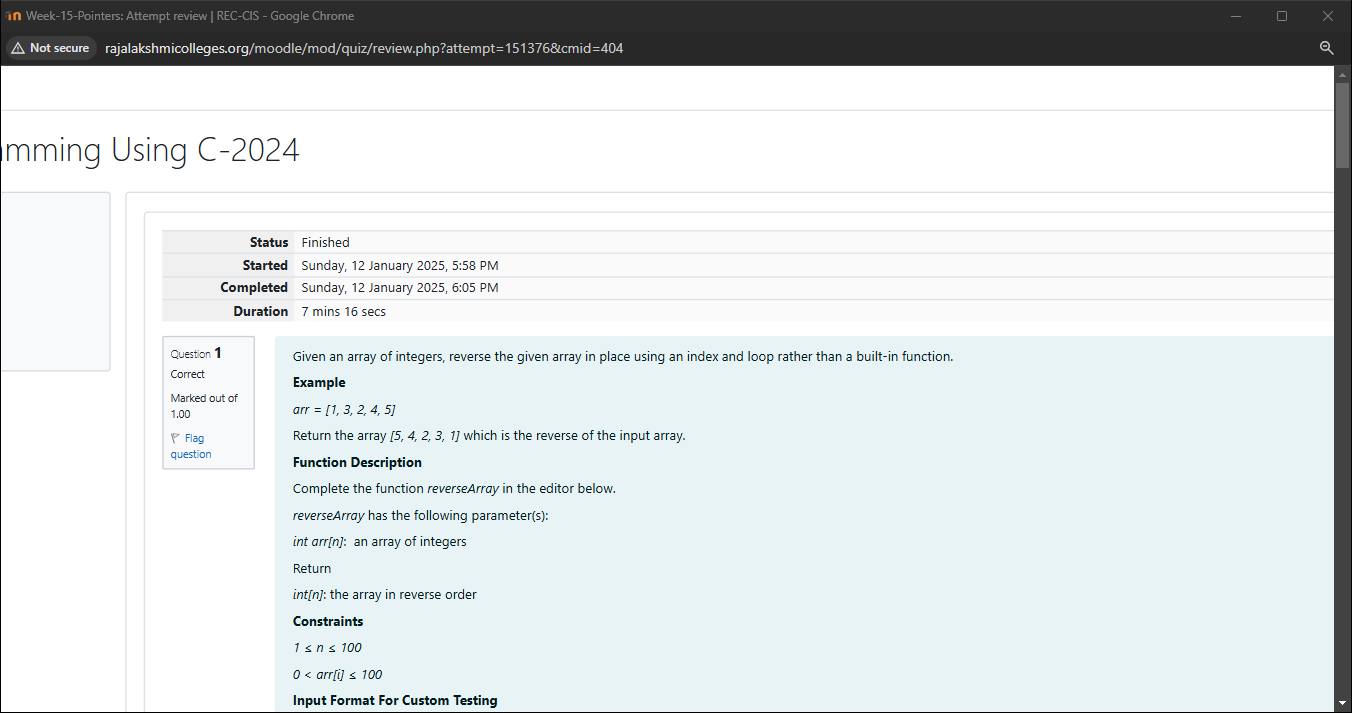 Week-15-Pointers: Attempt review | REC-CIS - Google Chrome
Not secure rajalakshmicolleges.org/moodle/mod/quiz/review.php?attempt=151376&cmid=404
amming Using C-2024
Status Finished
Started Sunday, 12 January 2025, 5:58 PM
Completed Sunday, 12 January 2025, 6:05 PM
Duration 7 mins 16 secs
Question 1
Correct
Marked out of
1.00
Flag
question
Given an array of integers, reverse the given array in place using an index and loop rather than a built-in function.
Example
arr = [1, 3, 2, 4, 5]
Return the array [5, 4, 2, 3, 1] which is the reverse of the input array.
Function Description
Complete the function reverseArray in the editor below.
reverseArray has the following parameter(s):
int arr[n]: an array of integers
Return
int[n]: the array in reverse order
Constraints
1 ≤ n ≤ 100
0 < arr[i] ≤ 100
Input Format For Custom Testing